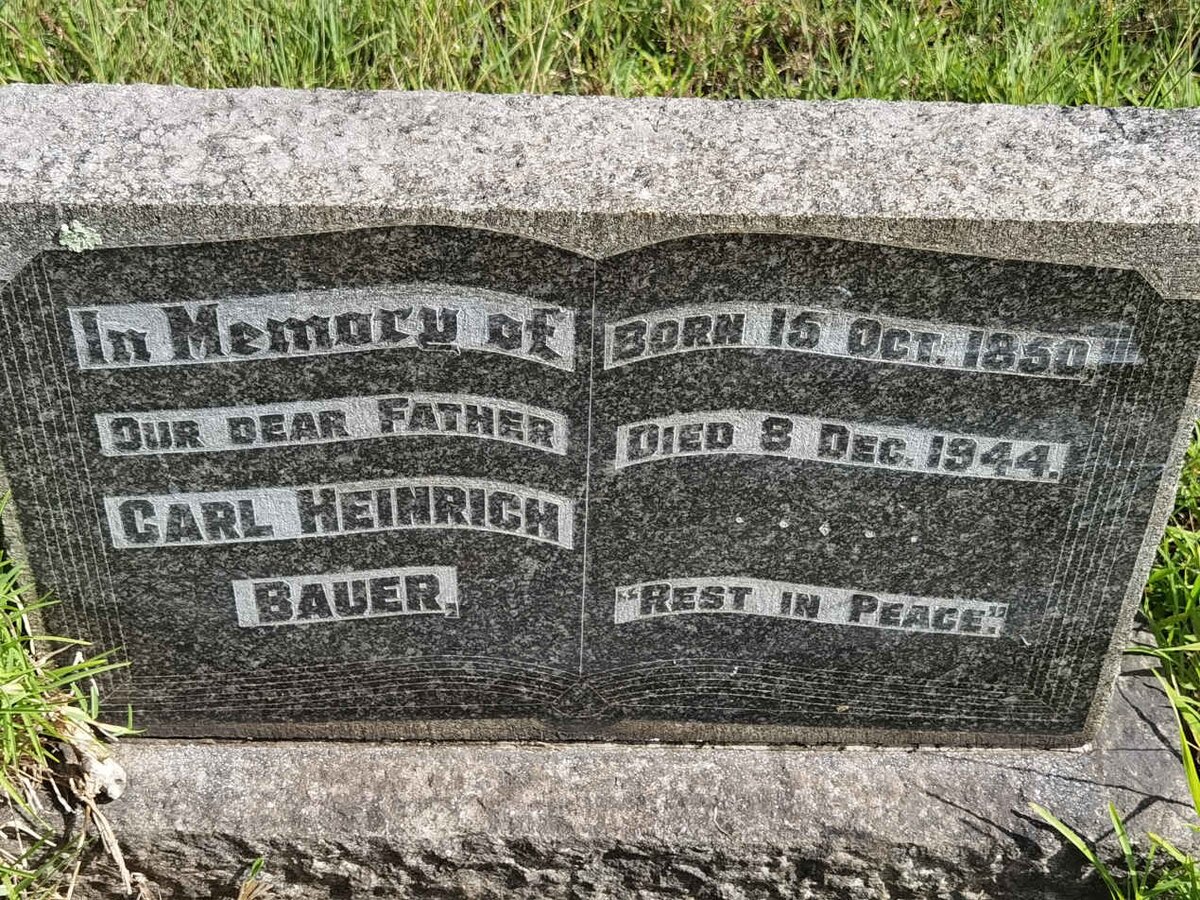 In Memory of
Our dear Father
Carl Heinrich
Bauer.
Born 15 Oct. 1850,
Died 8 Dec. 1944.
"Rest in Peace."